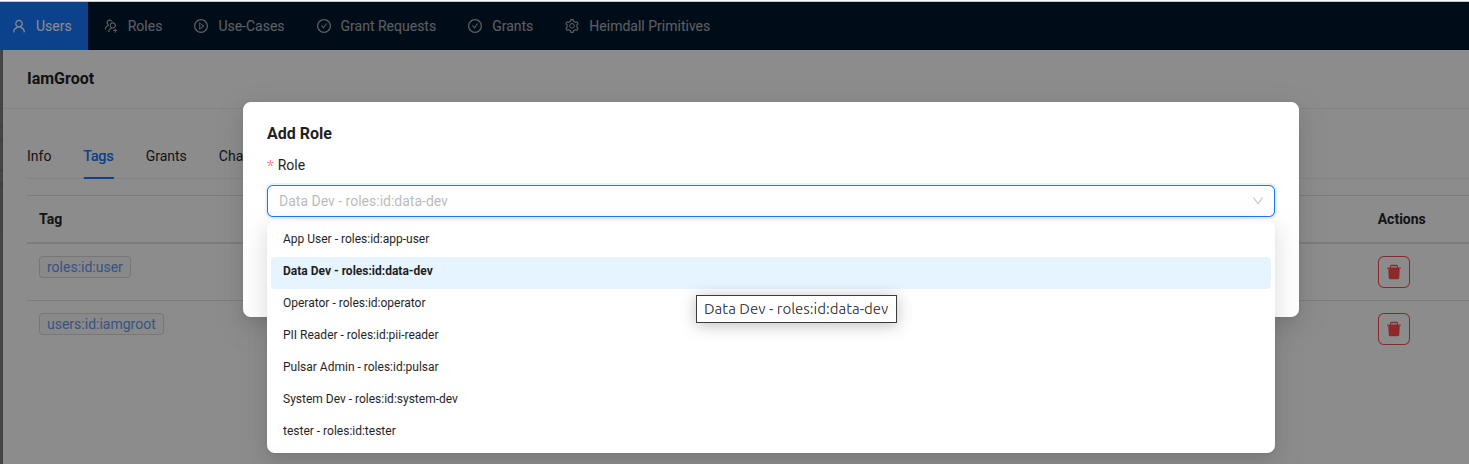 Users Roles Use-Cases Grant Requests Grants Heimdall Primitives
IamGroot
Add Role
Info Tags Grants Cha
* Role
Data Dev - roles:id:data-dev
Tag Actions
App User - roles:id:app-user
roles:id:user
Data Dev - roles:id:data-dev
Operator - roles:id:operator
Data Dev - roles:id:data-dev
users:id:iamgroot
PII Reader - roles:id:pii-reader
Pulsar Admin - roles:id:pulsar
System Dev - roles:id:system-dev
tester - roles:id:tester